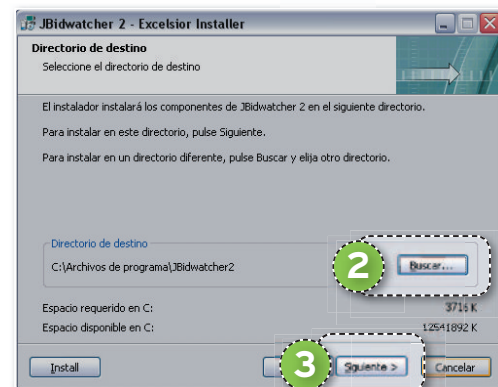 JBidwatcher 2 - Excelsior Installer
Directorio de destino
Seleccione el directorio de destino
El instalador instalará los componentes de JBidwatcher 2 en el siguiente directorio.
Para instalar en este directorio, pulse Siguiente.
Para instalar en un directorio diferente, pulse Buscar y elija otro directorio.
Directorio de destino
C:\Archivos de programa\JBidwatcher2
2
Buscar...
Espacio requerido en C: 3716 K
Espacio disponible en C: 12541892 K
Install
3
Siguiente >
Cancelar